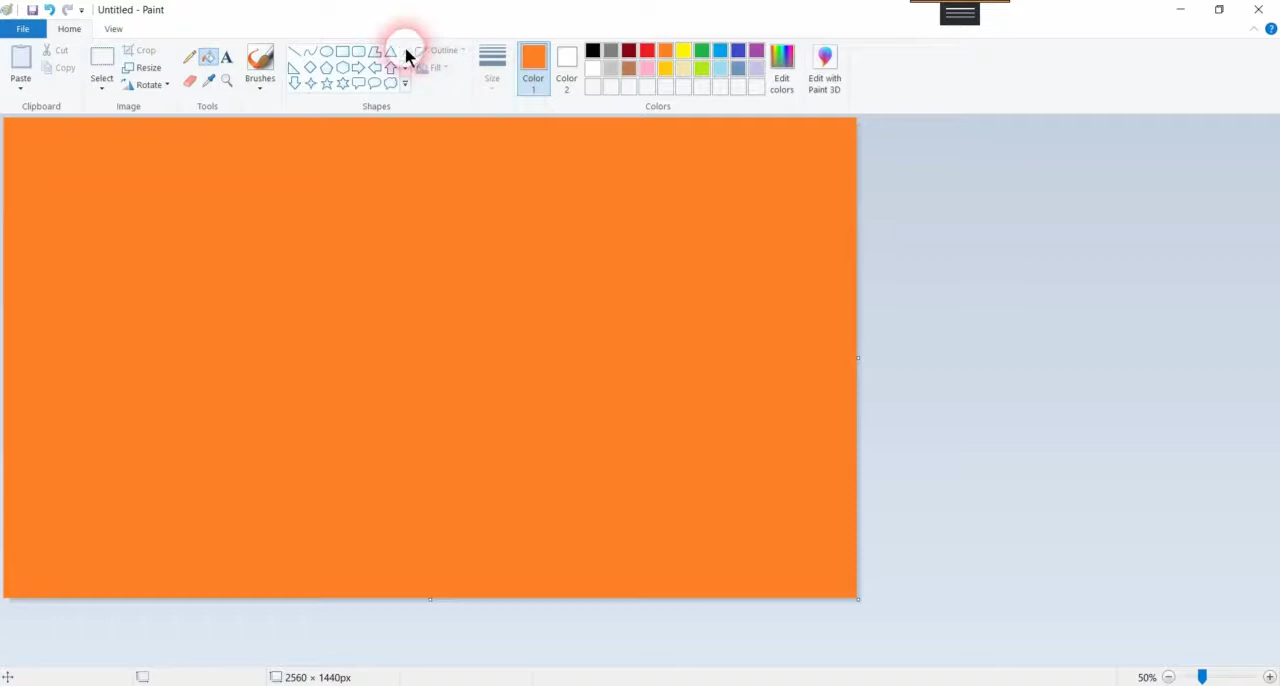 Untitled - Paint
File Home View
Paste Cut Copy
Select Crop Resize Rotate
A
Brushes
Outline Fill
Size
Color 1
Color 2
Edit colors
Edit with Paint 3D
Clipboard Image Tools Shapes Colors
2560 × 1440px 50%